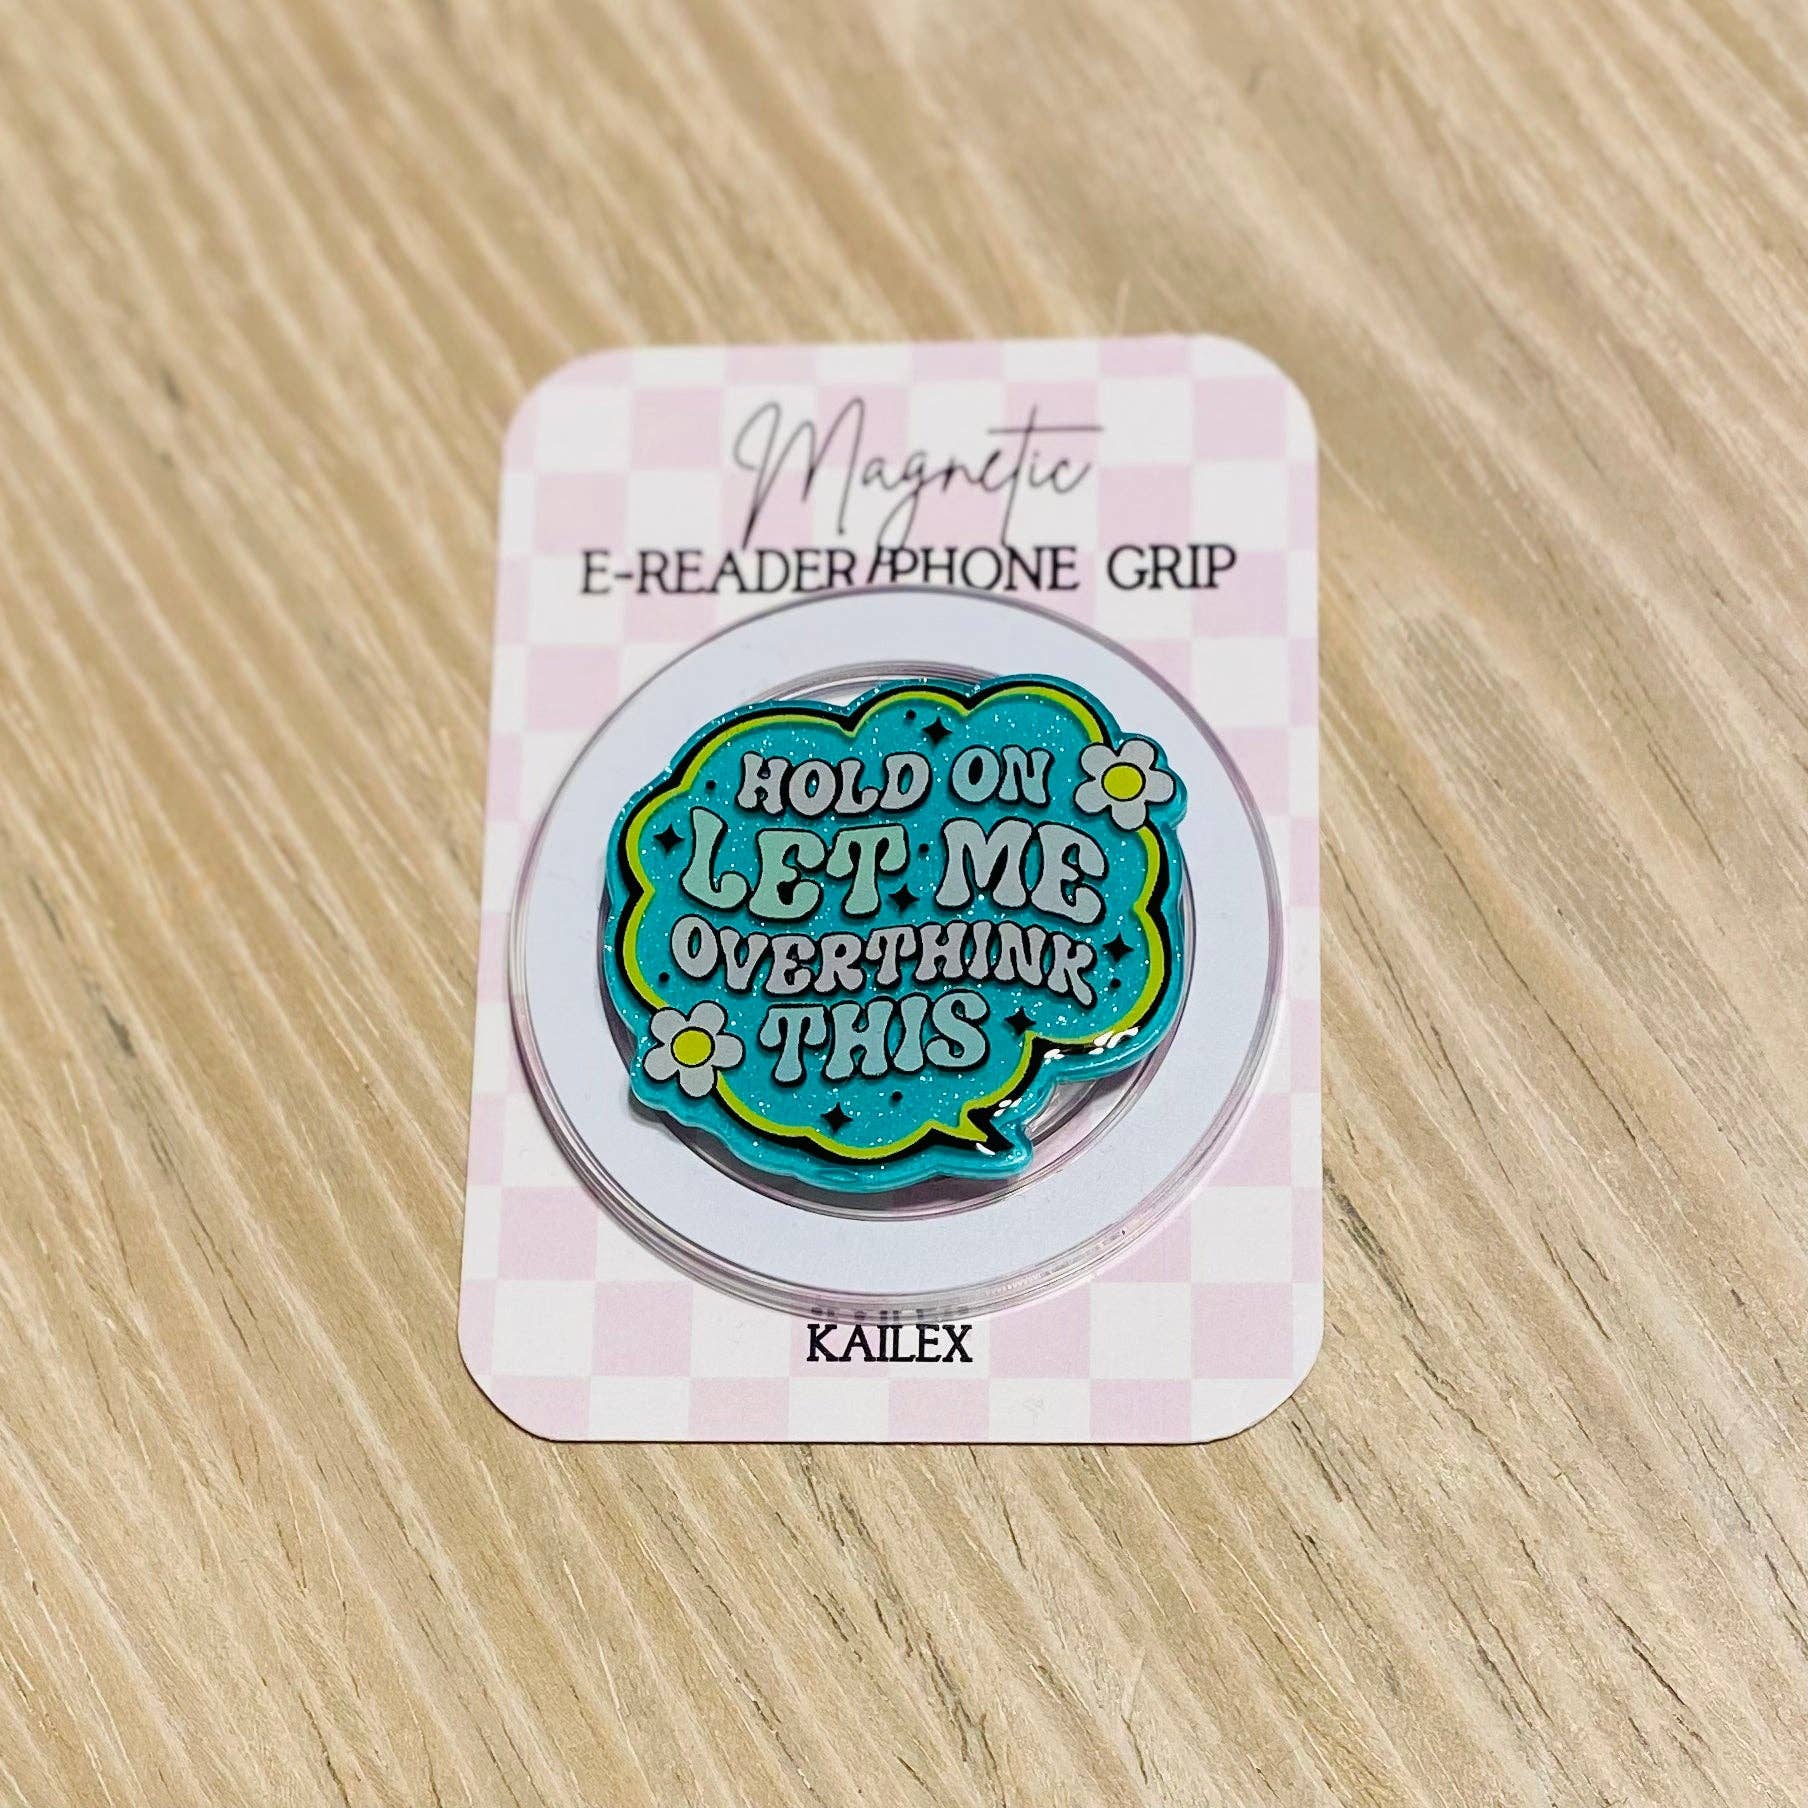 Magnetic
E-READER/PHONE GRIP
HOLD ON
LET ME
OVERTHINK
THIS
KAILEX